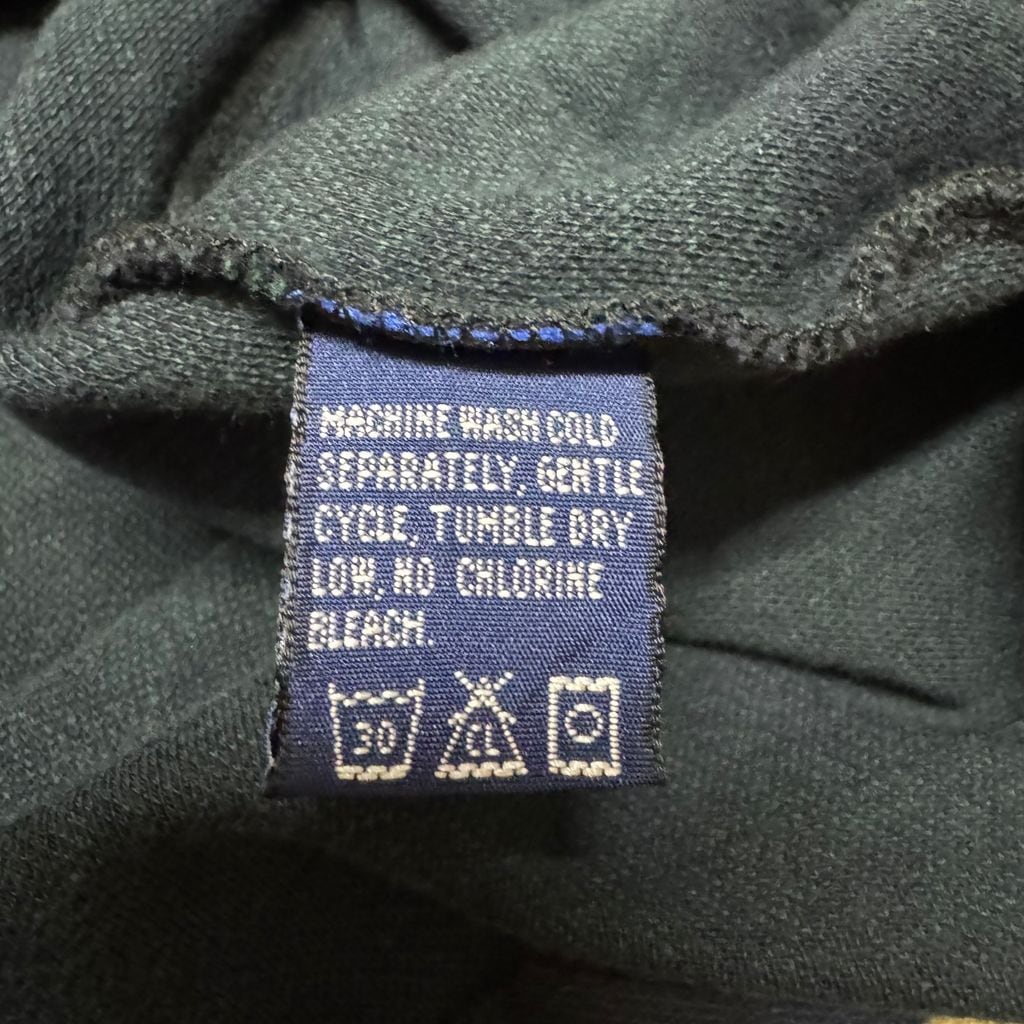 MACHINE WASH COLD
SEPARATELY, GENTLE
CYCLE, TUMBLE DRY
LOW, NO CHLORINE
BLEACH.
30 CL